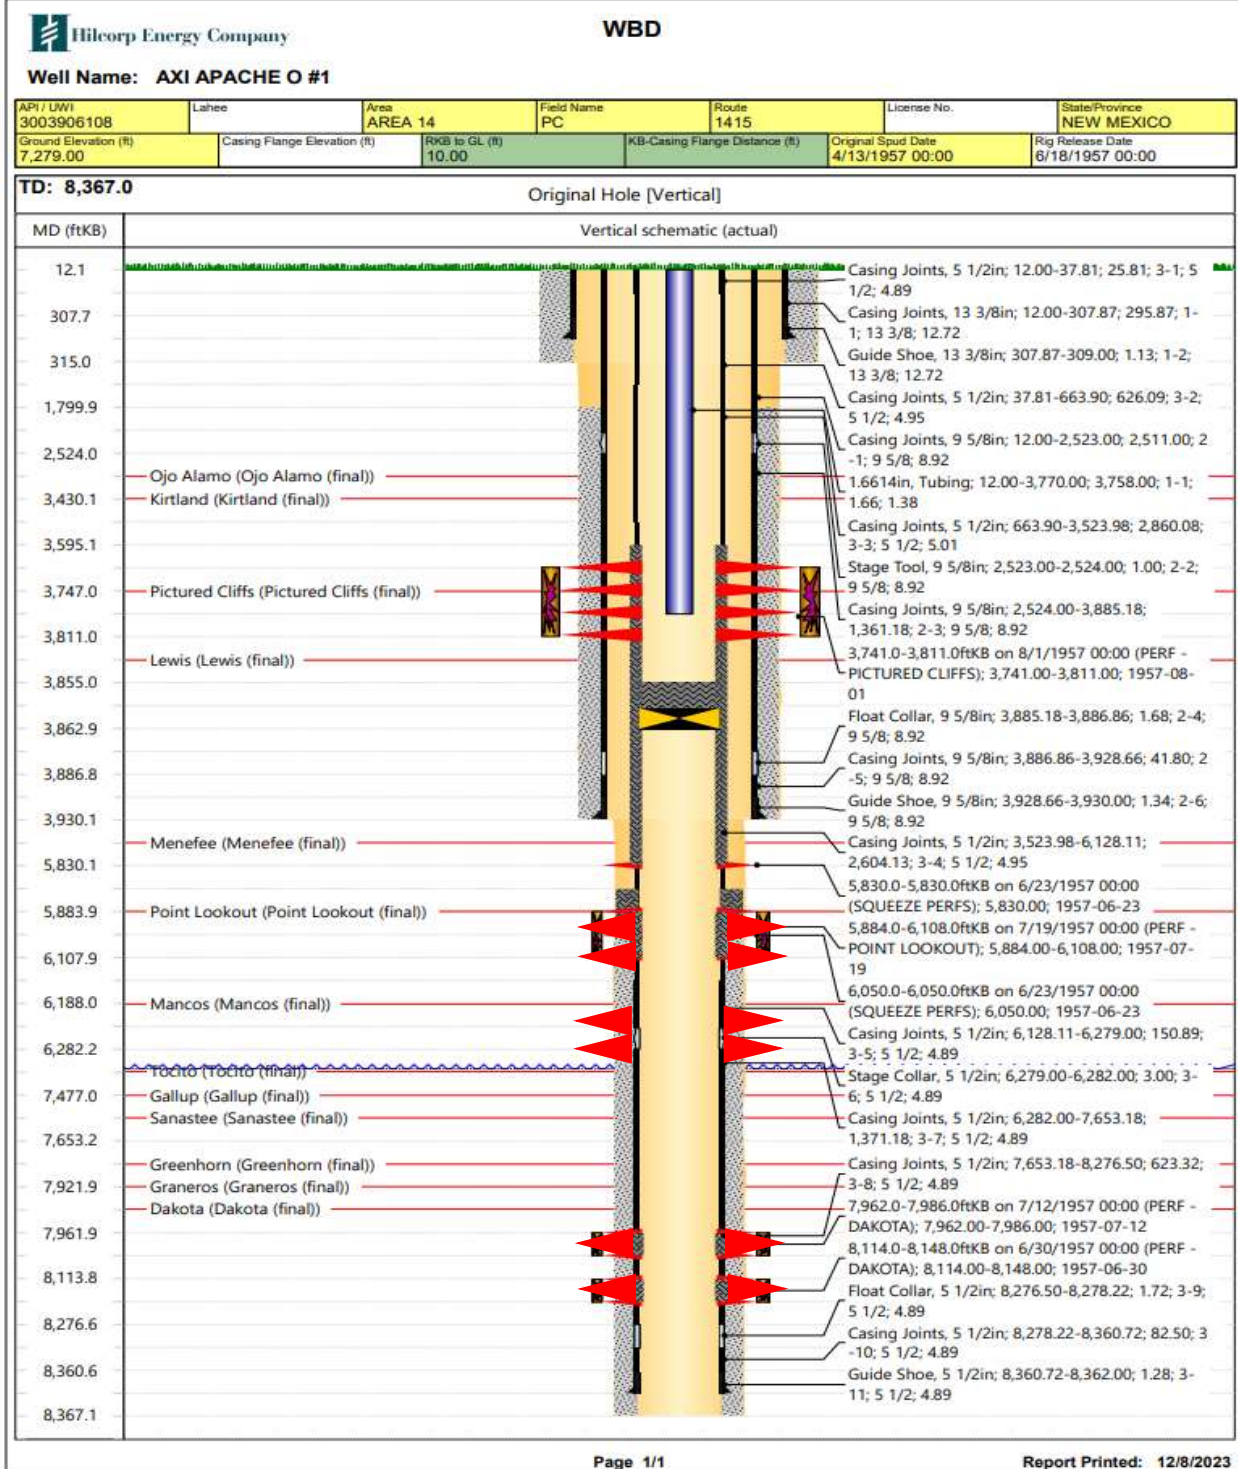 Hilcorp Energy Company
WBD
Well Name: AXI APACHE O #1
API / UWI
3003906108
Lahee
Area
AREA 14
Field Name
PC
Route
1415
License No.
State/Province
NEW MEXICO
Ground Elevation (ft)
7,279.00
Casing Flange Elevation (ft)
RKB to GL (ft)
10.00
KB-Casing Flange Distance (ft)
Original Spud Date
4/13/1957 00:00
Rig Release Date
6/18/1957 00:00
TD: 8,367.0
Original Hole [Vertical]
MD (ftKB)
Vertical schematic (actual)
12.1
307.7
315.0
1,799.9
2,524.0
3,430.1
3,595.1
3,747.0
3,811.0
3,855.0
3,862.9
3,886.8
3,930.1
5,830.1
5,883.9
6,107.9
6,188.0
6,282.2
7,477.0
7,653.2
7,921.9
7,961.9
8,113.8
8,276.6
8,360.6
8,367.1
Ojo Alamo (Ojo Alamo (final))
Kirtland (Kirtland (final))
Pictured Cliffs (Pictured Cliffs (final))
Lewis (Lewis (final))
Menefee (Menefee (final))
Point Lookout (Point Lookout (final))
Mancos (Mancos (final))
Tocito (Tocito (final))
Gallup (Gallup (final))
Sanastee (Sanastee (final))
Greenhorn (Greenhorn (final))
Graneros (Graneros (final))
Dakota (Dakota (final))
Casing Joints, 5 1/2in; 12.00-37.81; 25.81; 3-1; 5
1/2; 4.89
Casing Joints, 13 3/8in; 12.00-307.87; 295.87; 1-
1; 13 3/8; 12.72
Guide Shoe, 13 3/8in; 307.87-309.00; 1.13; 1-2;
13 3/8; 12.72
Casing Joints, 5 1/2in; 37.81-663.90; 626.09; 3-2;
5 1/2; 4.95
Casing Joints, 9 5/8in; 12.00-2,523.00; 2,511.00; 2
-1; 9 5/8; 8.92
1.6614in, Tubing; 12.00-3,770.00; 3,758.00; 1-1;
1.66; 1.38
Casing Joints, 5 1/2in; 663.90-3,523.98; 2,860.08;
3-3; 5 1/2; 5.01
Stage Tool, 9 5/8in; 2,523.00-2,524.00; 1.00; 2-2;
9 5/8; 8.92
Casing Joints, 9 5/8in; 2,524.00-3,885.18;
1,361.18; 2-3; 9 5/8; 8.92
3,741.0-3,811.0ftKB on 8/1/1957 00:00 (PERF -
PICTURED CLIFFS); 3,741.00-3,811.00; 1957-08-
01
Float Collar, 9 5/8in; 3,885.18-3,886.86; 1.68; 2-4;
9 5/8; 8.92
Casing Joints, 9 5/8in; 3,886.86-3,928.66; 41.80; 2
-5; 9 5/8; 8.92
Guide Shoe, 9 5/8in; 3,928.66-3,930.00; 1.34; 2-6;
9 5/8; 8.92
Casing Joints, 5 1/2in; 3,523.98-6,128.11;
2,604.13; 3-4; 5 1/2; 4.95
5,830.0-5,830.0ftKB on 6/23/1957 00:00
(SQUEEZE PERFS); 5,830.00; 1957-06-23
5,884.0-6,108.0ftKB on 7/19/1957 00:00 (PERF -
POINT LOOKOUT); 5,884.00-6,108.00; 1957-07-
19
6,050.0-6,050.0ftKB on 6/23/1957 00:00
(SQUEEZE PERFS); 6,050.00; 1957-06-23
Casing Joints, 5 1/2in; 6,128.11-6,279.00; 150.89;
3-5; 5 1/2; 4.89
Stage Collar, 5 1/2in; 6,279.00-6,282.00; 3.00; 3-
6; 5 1/2; 4.89
Casing Joints, 5 1/2in; 6,282.00-7,653.18;
1,371.18; 3-7; 5 1/2; 4.89
Casing Joints, 5 1/2in; 7,653.18-8,276.50; 623.32;
3-8; 5 1/2; 4.89
7,962.0-7,986.0ftKB on 7/12/1957 00:00 (PERF -
DAKOTA); 7,962.00-7,986.00; 1957-07-12
8,114.0-8,148.0ftKB on 6/30/1957 00:00 (PERF -
DAKOTA); 8,114.00-8,148.00; 1957-06-30
Float Collar, 5 1/2in; 8,276.50-8,278.22; 1.72; 3-9;
5 1/2; 4.89
Casing Joints, 5 1/2in; 8,278.22-8,360.72; 82.50; 3
-10; 5 1/2; 4.89
Guide Shoe, 5 1/2in; 8,360.72-8,362.00; 1.28; 3-
11; 5 1/2; 4.89
Page 1/1
Report Printed: 12/8/2023